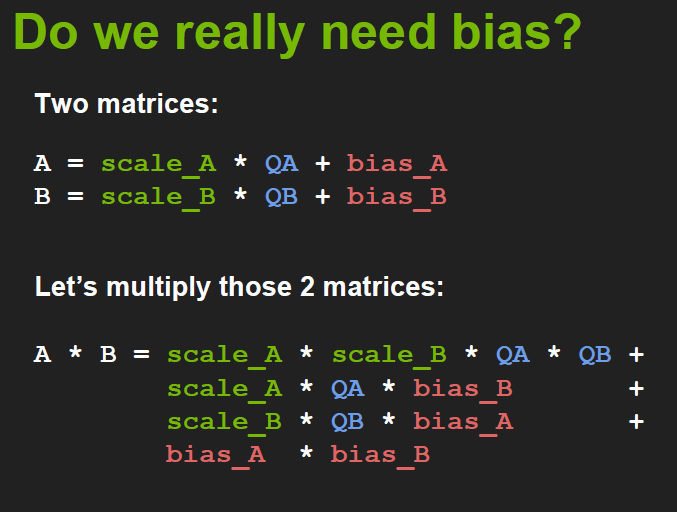 Do we really need bias?
Two matrices:
A = scale_A * QA + bias_A
B = scale_B * QB + bias_B
Let’s multiply those 2 matrices:
A * B = scale_A * scale_B * QA * QB +
scale_A * QA * bias_B +
scale_B * QB * bias_A +
bias_A * bias_B